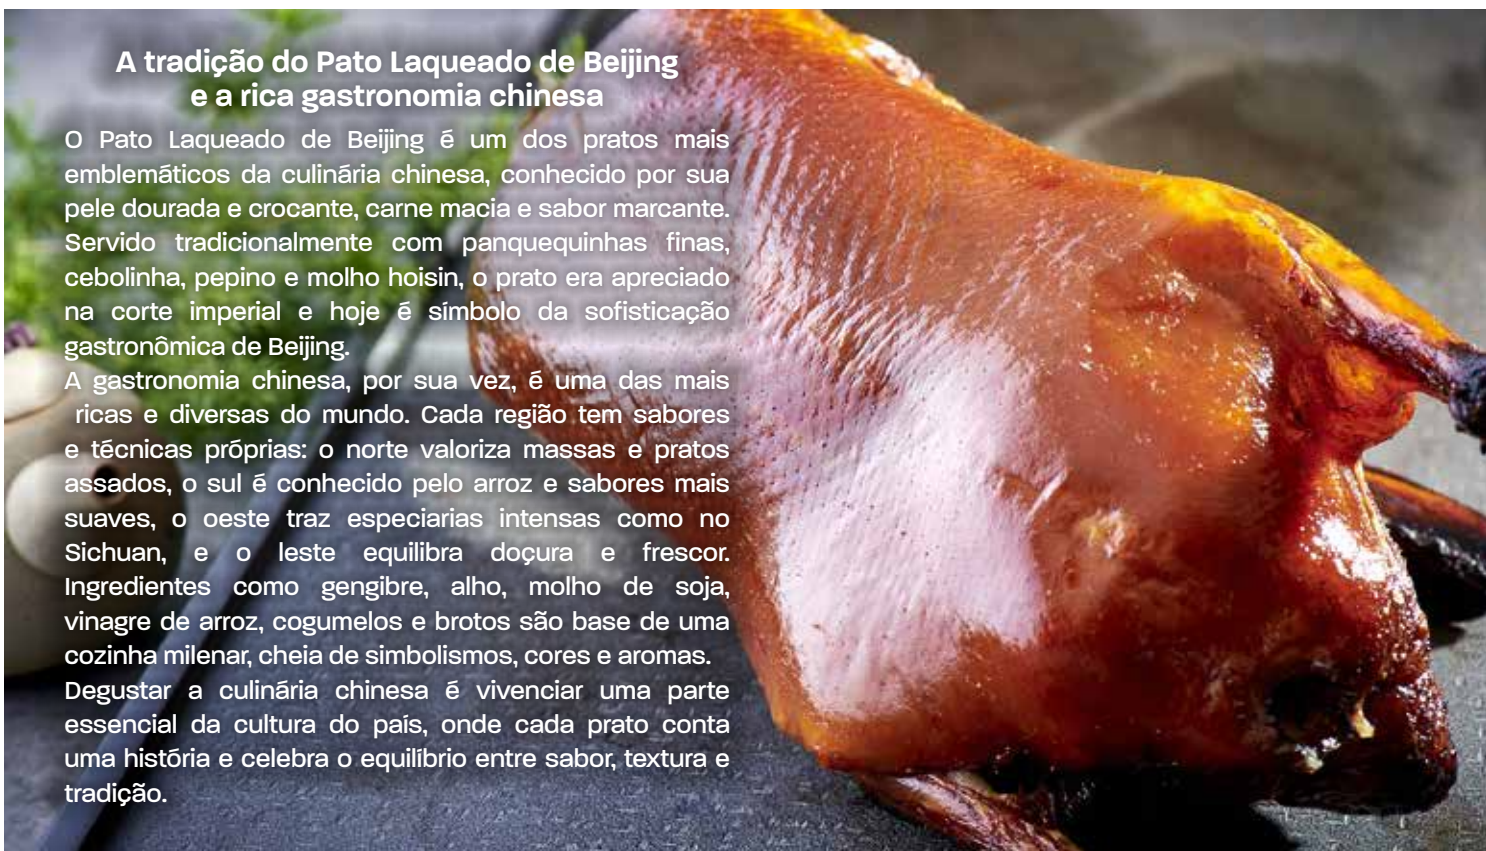 A tradição do Pato Laqueado de Beijing
e a rica gastronomia chinesa
O Pato Laqueado de Beijing é um dos pratos mais
emblemáticos da culinária chinesa, conhecido por sua
pele dourada e crocante, carne macia e sabor marcante.
Servido tradicionalmente com panquequinhas finas,
cebolinha, pepino e molho hoisin, o prato era apreciado
na corte imperial e hoje é símbolo da sofisticação
gastronômica de Beijing.
A gastronomia chinesa, por sua vez, é uma das mais
ricas e diversas do mundo. Cada região tem sabores
e técnicas próprias: o norte valoriza massas e pratos
assados, o sul é conhecido pelo arroz e sabores mais
suaves, o oeste traz especiarias intensas como no
Sichuan, e o leste equilibra doçura e frescor.
Ingredientes como gengibre, alho, molho de soja,
vinagre de arroz, cogumelos e brotos são base de uma
cozinha milenar, cheia de simbolismos, cores e aromas.
Degustar a culinária chinesa é vivenciar uma parte
essencial da cultura do país, onde cada prato conta
uma história e celebra o equilíbrio entre sabor, textura e
tradição.